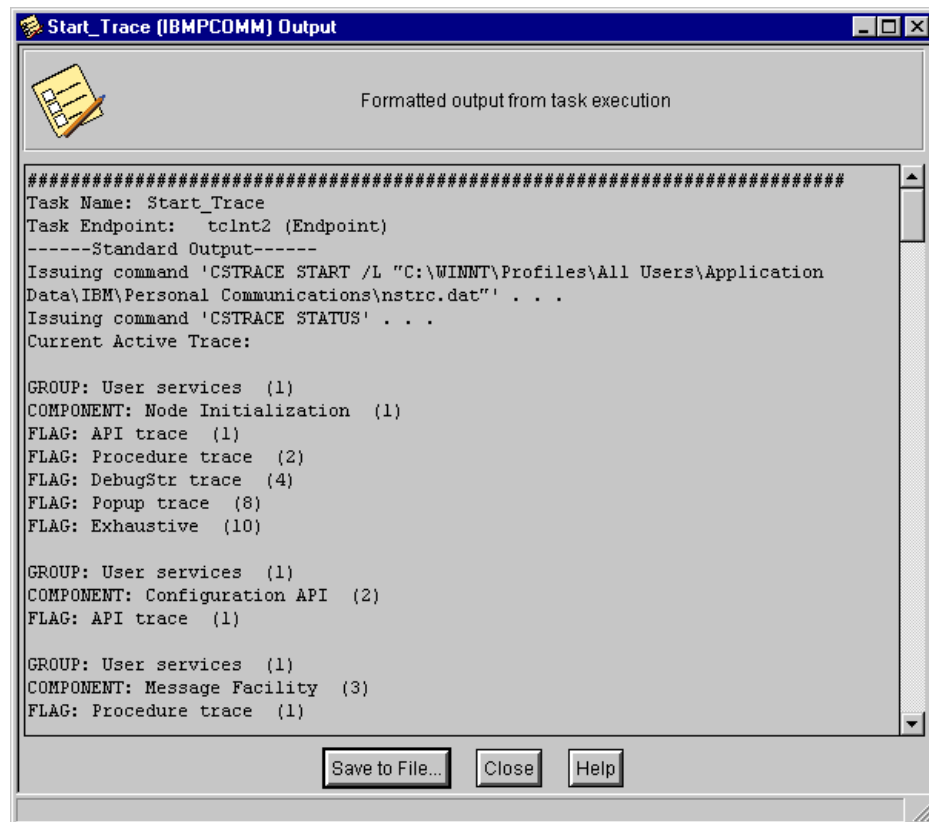 Start_Trace (IBMPCOMM) Output
Formatted output from task execution
############################################################################
Task Name: Start_Trace
Task Endpoint:   tclnt2 (Endpoint)
------Standard Output------
Issuing command 'CSTRACE START /L "C:\WINNT\Profiles\All Users\Application
Data\IBM\Personal Communications\nstrc.dat"' . . .
Issuing command 'CSTRACE STATUS' . . .
Current Active Trace:
GROUP: User services  (1)
COMPONENT: Node Initialization  (1)
FLAG: API trace  (1)
FLAG: Procedure trace  (2)
FLAG: DebugStr trace  (4)
FLAG: Popup trace  (8)
FLAG: Exhaustive  (10)
GROUP: User services  (1)
COMPONENT: Configuration API  (2)
FLAG: API trace  (1)
GROUP: User services  (1)
COMPONENT: Message Facility  (3)
FLAG: Procedure trace  (1)
Save to File... Close Help